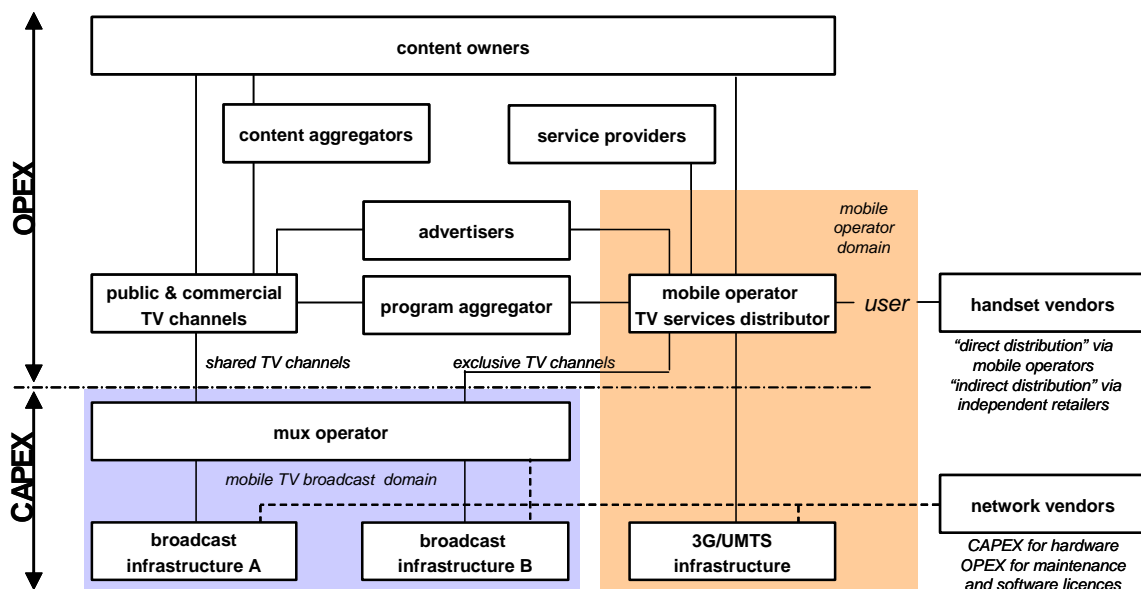 OPEX
content owners
content aggregators
service providers
mobile
operator
domain
advertisers
public & commercial
TV channels
program aggregator
mobile operator
TV services distributor
user
handset vendors
"direct distribution" via
mobile operators
"indirect distribution" via
independent retailers
shared TV channels
exclusive TV channels
CAPEX
mux operator
mobile TV broadcast domain
broadcast
infrastructure A
broadcast
infrastructure B
3G/UMTS
infrastructure
network vendors
CAPEX for hardware
OPEX for maintenance
and software licences